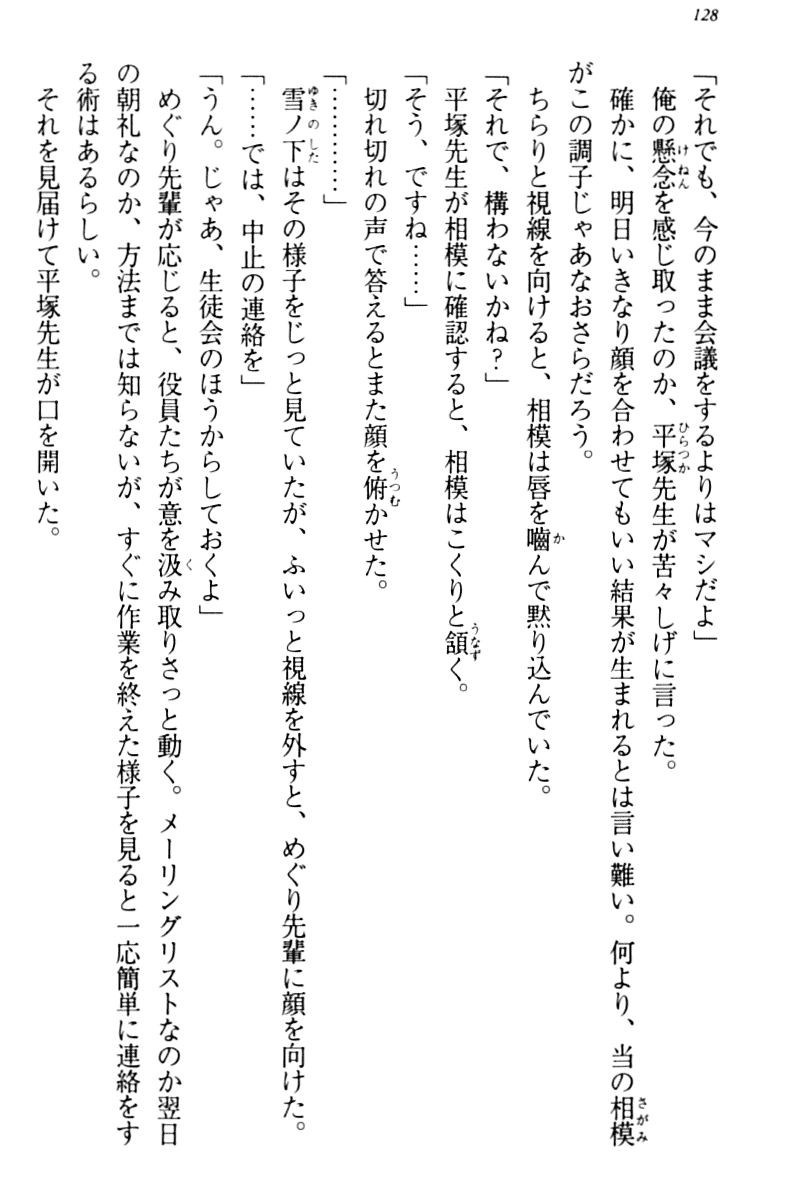 128
「それでも、今のまま会議をするよりはマシだよ」
俺の懸念を感じ取ったのか、平塚先生が苦々しげに言った。
確かに、明日いきなり顔を合わせてもいい結果が生まれるとは言い難い。何より、当の相模
がこの調子じゃあなおさらだろう。
ちらりと視線を向けると、相模は唇を噛んで黙り込んでいた。
「それで、構わないかね？」
平塚先生が相模に確認すると、相模はこくりと頷く。
「そう、ですね……」
切れ切れの声で答えるとまた顔を俯かせた。
「…………」
雪ノ下はその様子をじっと見ていたが、ふいっと視線を外すと、めぐり先輩に顔を向けた。
「……では、中止の連絡を」
「うん。じゃあ、生徒会のほうからしておくよ」
めぐり先輩が応じると、役員たちが意を汲み取りさっと動く。メーリングリストなのか翌日
の朝礼なのか、方法までは知らないが、すぐに作業を終えた様子を見ると一応簡単に連絡をす
る術はあるらしい。
それを見届けて平塚先生が口を開いた。